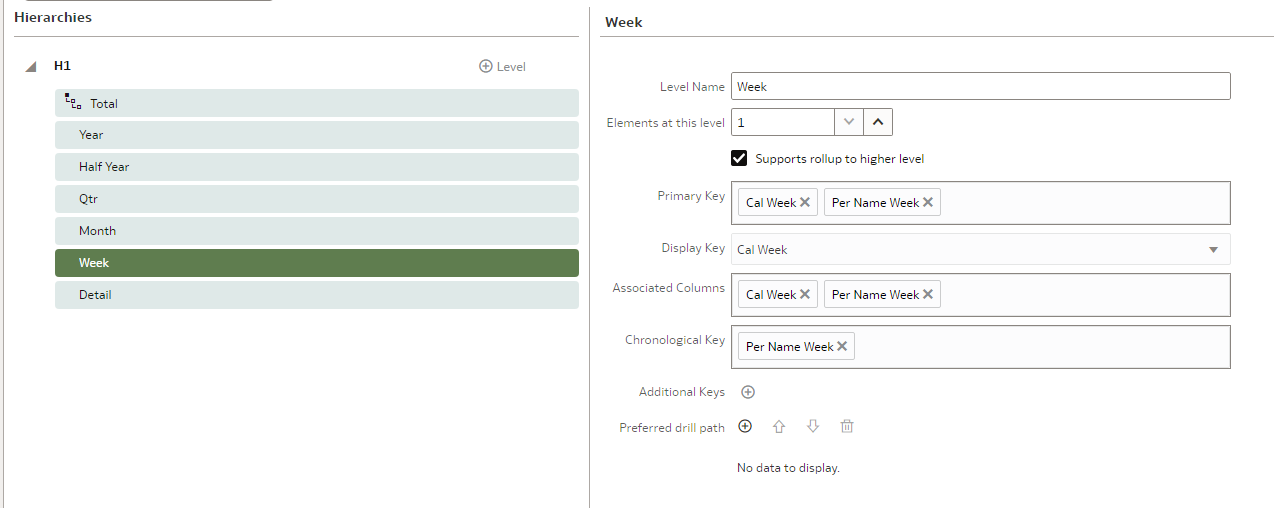 Hierarchies
H1
Level
Total
Year
Half Year
Qtr
Month
Week
Detail
Week
Level Name Week
Elements at this level 1
Supports rollup to higher level
Primary Key Cal Week Per Name Week
Display Key Cal Week
Associated Columns Cal Week Per Name Week
Chronological Key Per Name Week
Additional Keys
Preferred drill path
No data to display.